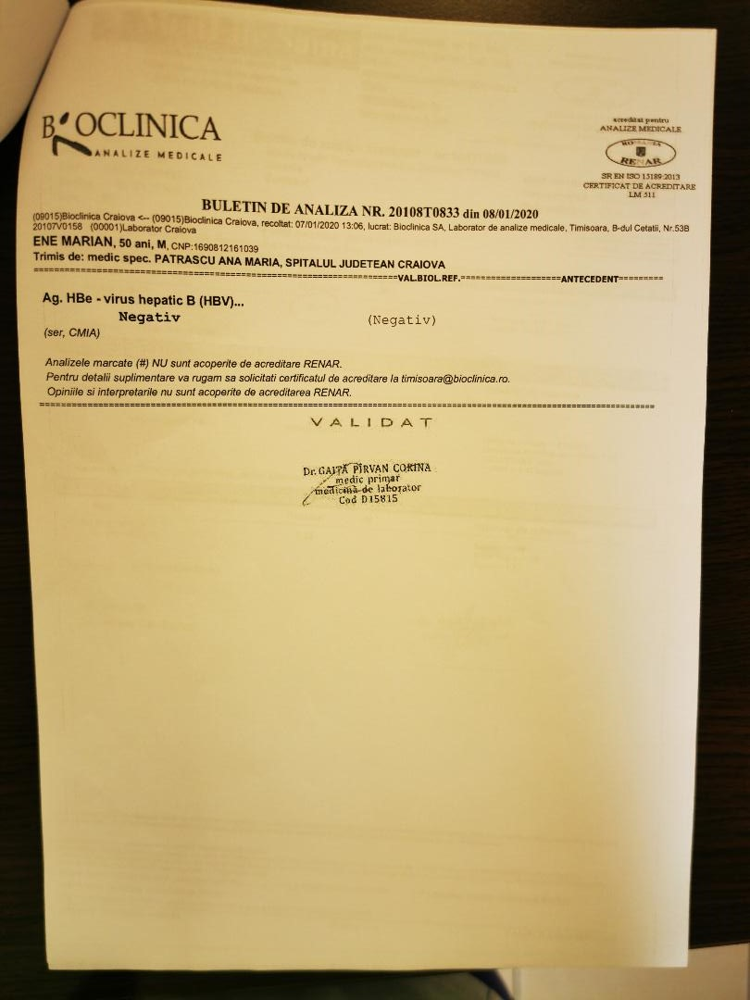 BIOCLINICA
ANALIZE MEDICALE
acreditat pentru
ANALIZE MEDICALE
ROMANIA
RENAR
SR EN ISO 15189:2013
CERTIFICAT DE ACREDITARE
LM 511
BULETIN DE ANALIZA NR. 20108T0833 din 08/01/2020
(09015)Bioclinica Craiova <-- (09015)Bioclinica Craiova, recoltat: 07/01/2020 13:06, lucrat: Bioclinica SA, Laborator de analize medicale, Timisoara, B-dul Cetatii, Nr.53B
20107V0158 (00001)Laborator Craiova
ENE MARIAN, 50 ani, M, CNP:1690812161039
Trimis de: medic spec. PATRASCU ANA MARIA, SPITALUL JUDETEAN CRAIOVA
VAL.BIOL.REF. ANTECEDENT
Ag. HBe - virus hepatic B (HBV)...
Negativ (Negativ)
(ser, CMIA)
Analizele marcate (#) NU sunt acoperite de acreditare RENAR.
Pentru detalii suplimentare va rugam sa solicitati certificatul de acreditare la timisoara@bioclinica.ro.
Opiniile si interpretarile nu sunt acoperite de acreditarea RENAR.
VALIDAT
Dr. GAITĂ PÎRVAN CORINA
medic primar
medicină de laborator
Cod D15815